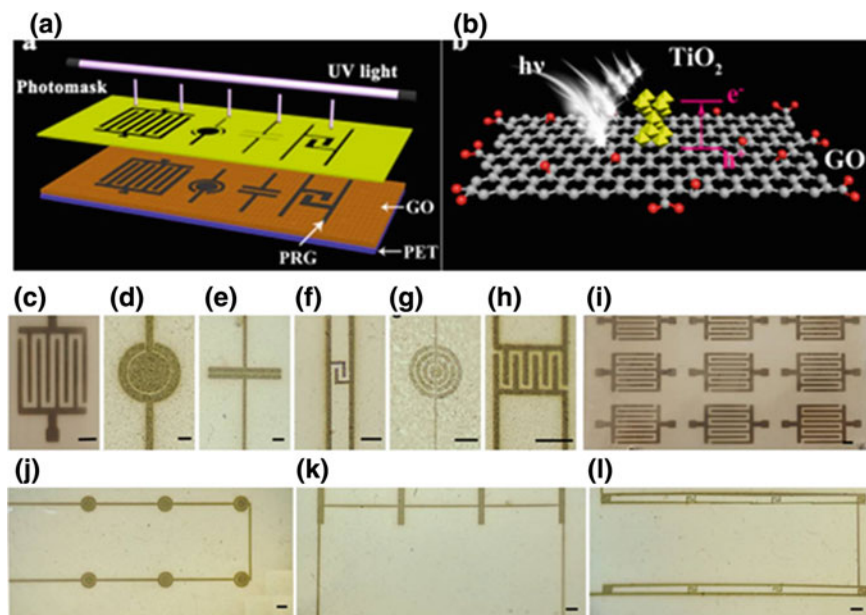 (a)
(b)
a
UV light
Photomask
GO
PRG
PET
b
hν
TiO2
e-
h+
GO
(c)
(d)
(e)
(f)
(g)
(h)
(i)
(j)
(k)
(l)